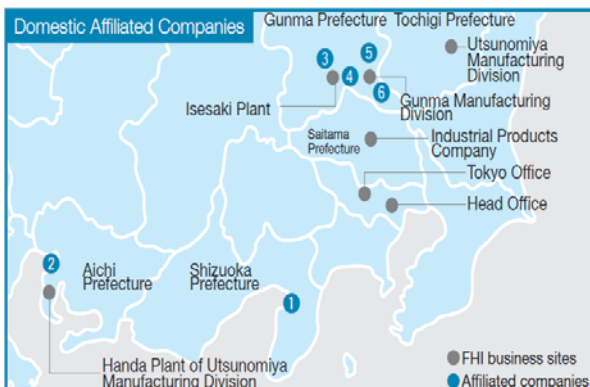 Domestic Affiliated Companies
Gunma Prefecture
Tochigi Prefecture
Utsunomiya
Manufacturing
Division
3
5
4
6
Isesaki Plant
Gunma Manufacturing
Division
Saitama
Prefecture
Industrial Products
Company
Tokyo Office
Head Office
2
Aichi
Prefecture
Shizuoka
Prefecture
1
Handa Plant of Utsunomiya
Manufacturing Division
FHI business sites
Affiliated companies